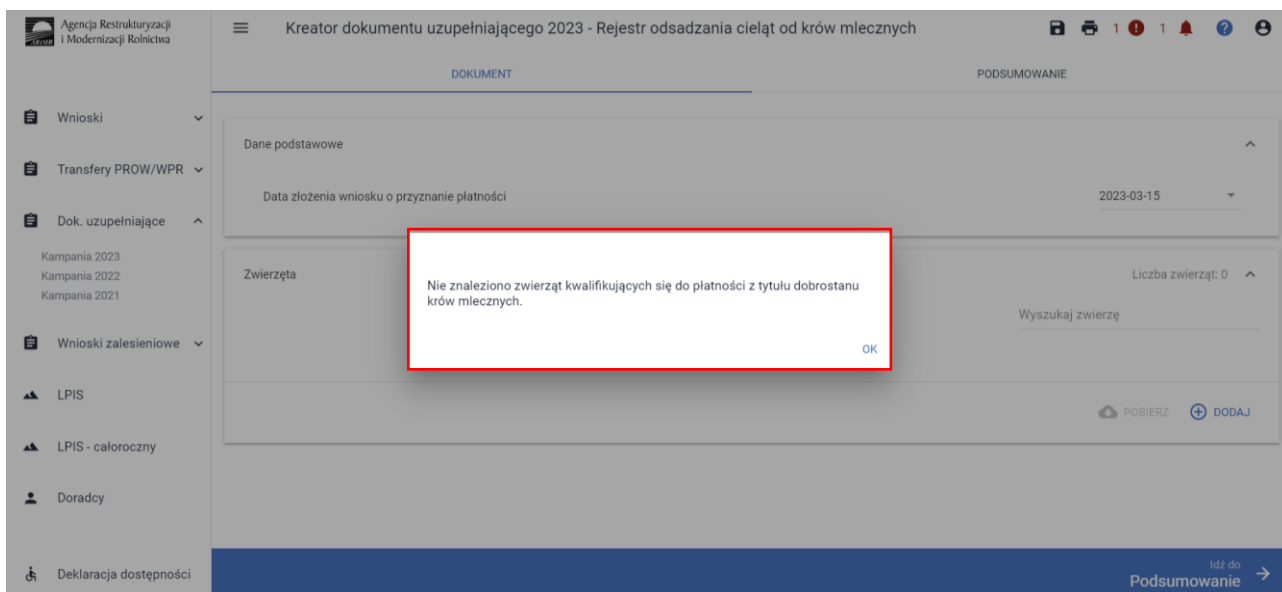 Agencja Restrukturyzacji
i Modernizacji Rolnictwa
ARiMR
Kreator dokumentu uzupełniającego 2023 - Rejestr odsadzania cieląt od krów mlecznych
1
1
DOKUMENT
PODSUMOWANIE
Wnioski
Transfery PROW/WPR
Dok. uzupełniające
Kampania 2023
Kampania 2022
Kampania 2021
Wnioski zalesieniowe
LPIS
LPIS - całoroczny
Doradcy
Deklaracja dostępności
Dane podstawowe
Data złożenia wniosku o przyznanie płatności
2023-03-15
Zwierzęta
Liczba zwierząt: 0
Wyszukaj zwierzę
Nie znaleziono zwierząt kwalifikujących się do płatności z tytułu dobrostanu
krów mlecznych.
OK
POBIERZ
DODAJ
Idź do
Podsumowanie